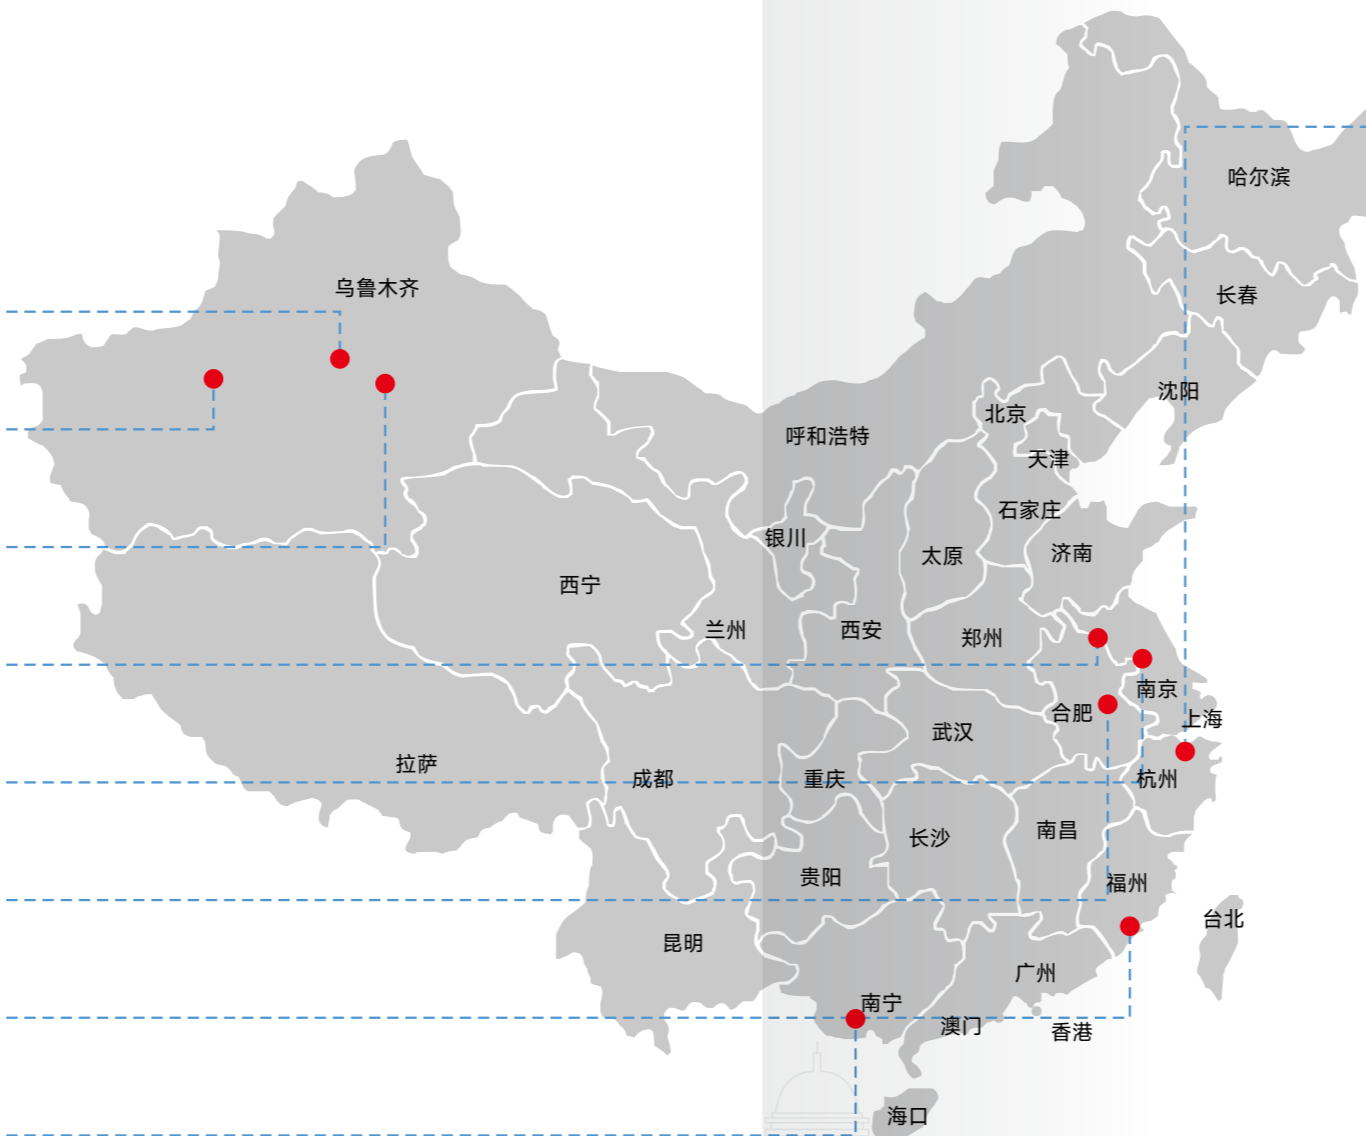 哈尔滨
乌鲁木齐
长春
沈阳
北京
呼和浩特
天津
石家庄
银川
济南
太原
西宁
兰州
西安
郑州
南京
合肥
上海
武汉
拉萨
成都
重庆
杭州
南昌
长沙
贵阳
福州
台北
昆明
广州
南宁
澳门
香港
海口